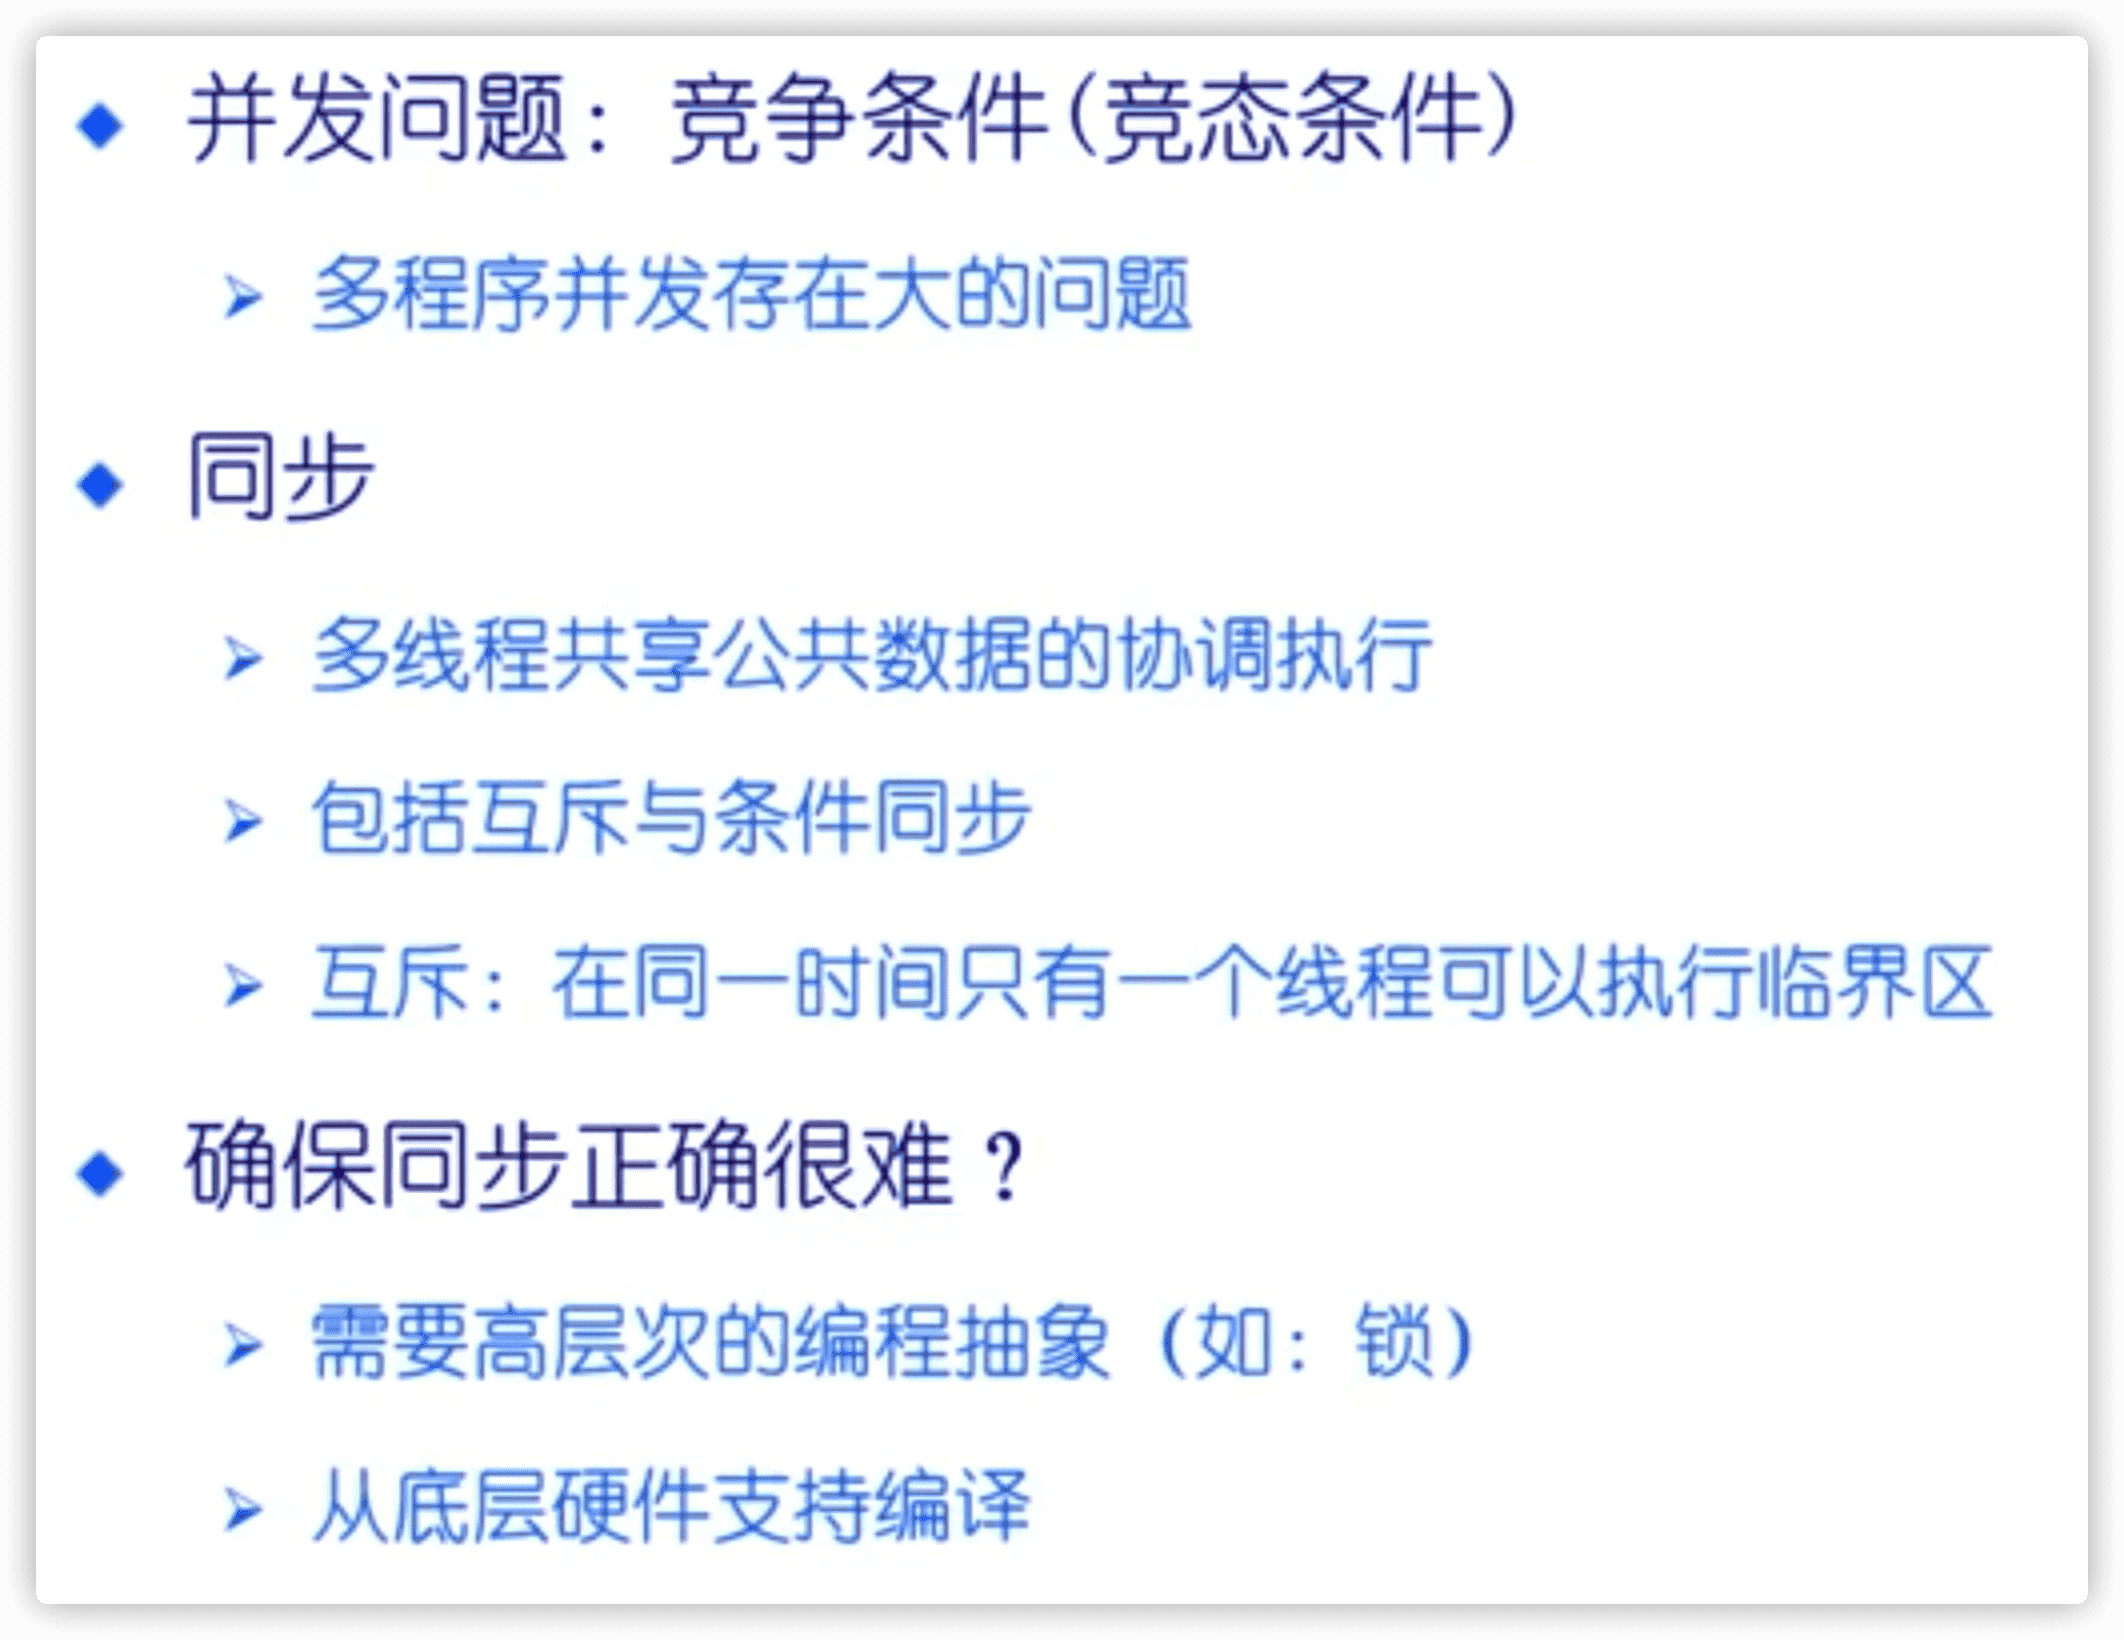 并发问题：竞争条件(竞态条件)
多程序并发存在大的问题
同步
多线程共享公共数据的协调执行
包括互斥与条件同步
互斥：在同一时间只有一个线程可以执行临界区
确保同步正确很难？
需要高层次的编程抽象（如：锁）
从底层硬件支持编译